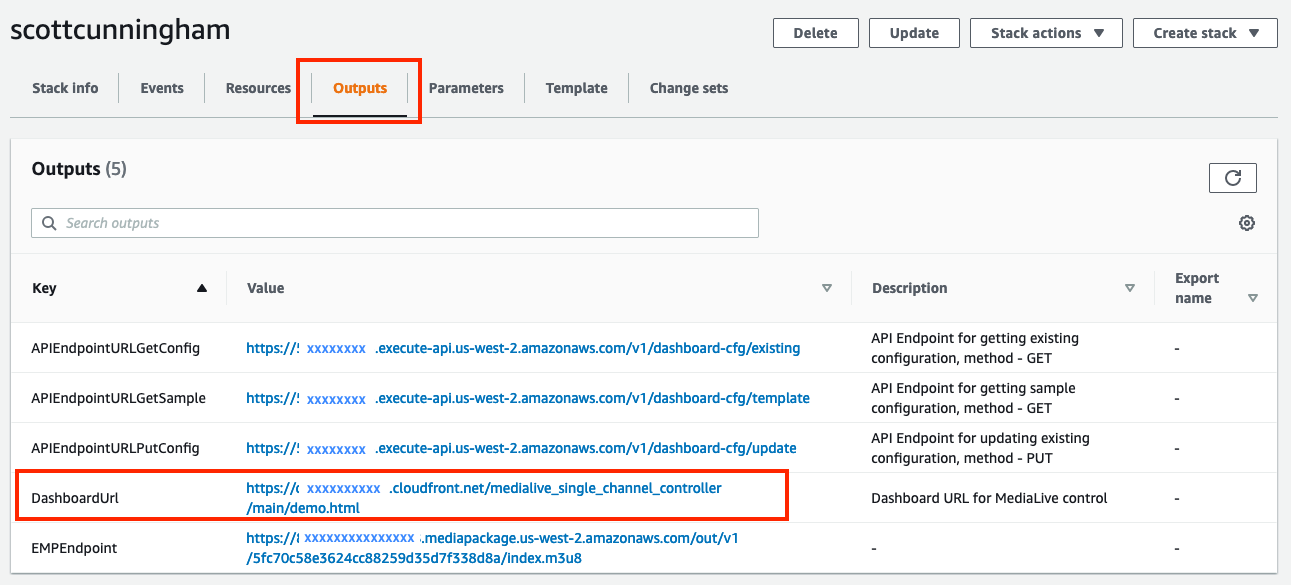 scottcunningham
Delete
Update
Stack actions
Create stack
Stack info
Events
Resources
Outputs
Parameters
Template
Change sets
Outputs (5)
Search outputs
Key
Value
Description
Export
name
APIEndpointURLGetConfig
https://! xxxxxxxx .execute-api.us-west-2.amazonaws.com/v1/dashboard-cfg/existing
API Endpoint for getting existing
configuration, method - GET
-
APIEndpointURLGetSample
https://! xxxxxxxx .execute-api.us-west-2.amazonaws.com/v1/dashboard-cfg/template
API Endpoint for getting sample
configuration, method - GET
-
APIEndpointURLPutConfig
https://! xxxxxxxx .execute-api.us-west-2.amazonaws.com/v1/dashboard-cfg/update
API Endpoint for updating existing
configuration, method - PUT
-
DashboardUrl
https:// xxxxxxxxxx .cloudfront.net/medialive_single_channel_controller
/main/demo.html
Dashboard URL for MediaLive control
-
EMPEndpoint
https:// xxxxxxxxxxxxxxx .mediapackage.us-west-2.amazonaws.com/out/v1
/5fc70c58e3624cc88259d35d7f338d8a/index.m3u8
-
-